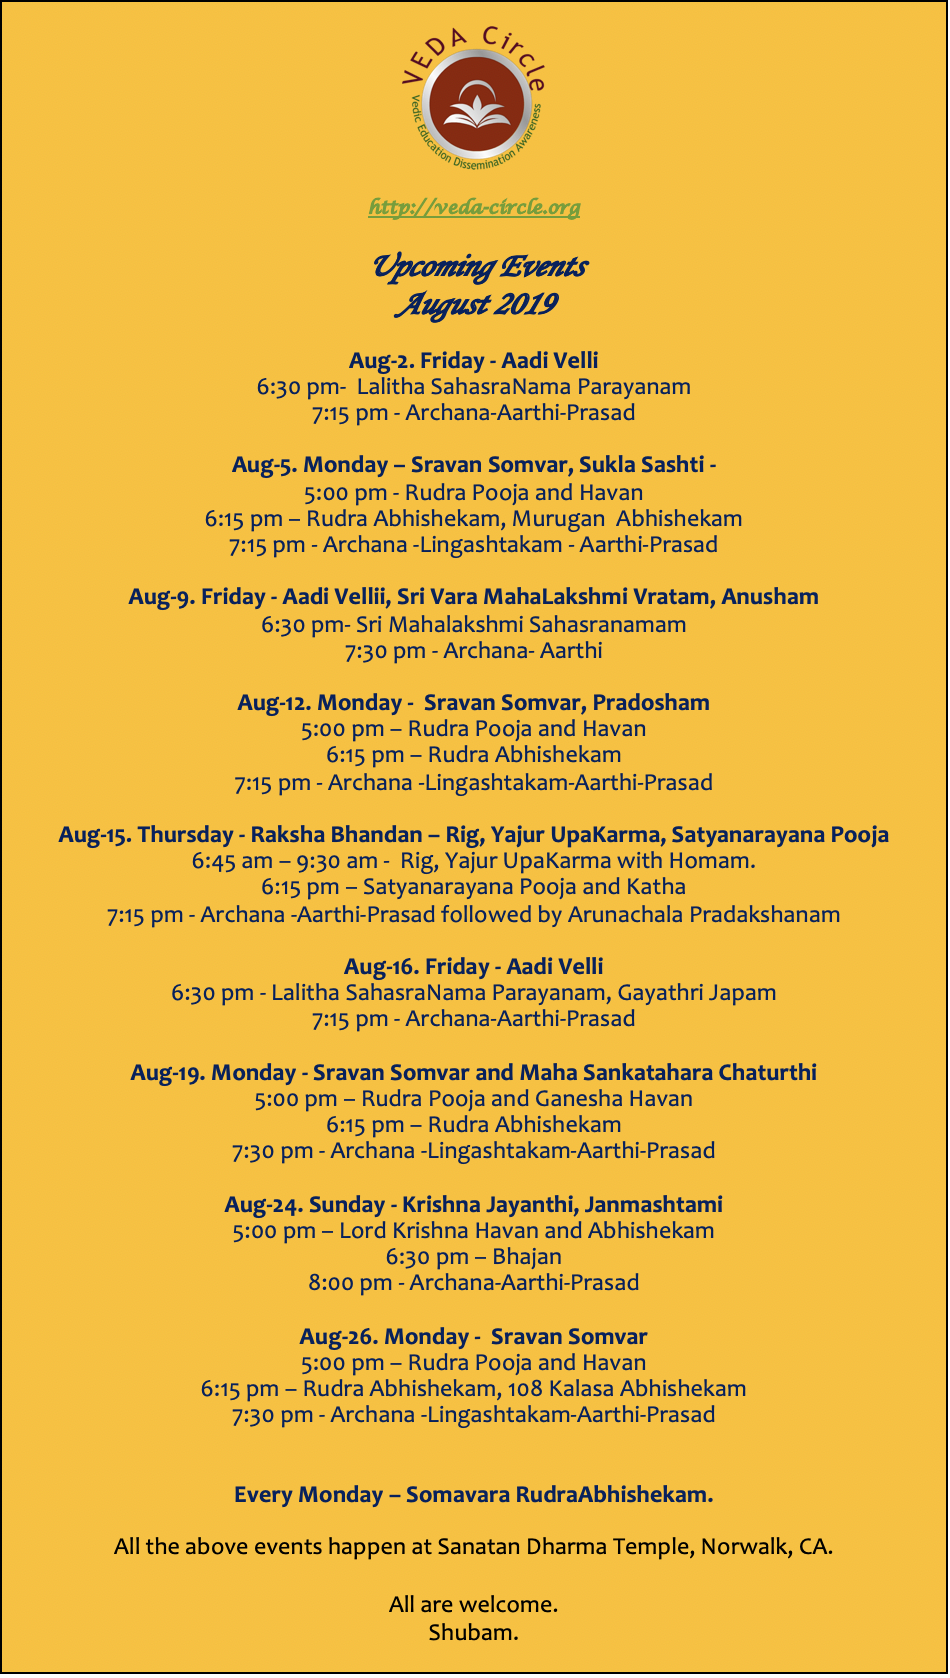 VEDA Circle
Vedic Education Dissemination Awareness
http://veda-circle.org
Upcoming Events
August 2019
Aug-2. Friday - Aadi Velli
6:30 pm-  Lalitha SahasraNama Parayanam
7:15 pm - Archana-Aarthi-Prasad
Aug-5. Monday – Sravan Somvar, Sukla Sashti -
5:00 pm - Rudra Pooja and Havan
6:15 pm – Rudra Abhishekam, Murugan  Abhishekam
7:15 pm - Archana -Lingashtakam - Aarthi-Prasad
Aug-9. Friday - Aadi Vellii, Sri Vara MahaLakshmi Vratam, Anusham
6:30 pm- Sri Mahalakshmi Sahasranamam
7:30 pm - Archana- Aarthi
Aug-12. Monday -  Sravan Somvar, Pradosham
5:00 pm – Rudra Pooja and Havan
6:15 pm – Rudra Abhishekam
7:15 pm - Archana -Lingashtakam-Aarthi-Prasad
Aug-15. Thursday - Raksha Bhandan – Rig, Yajur UpaKarma, Satyanarayana Pooja
6:45 am – 9:30 am -  Rig, Yajur UpaKarma with Homam.
6:15 pm – Satyanarayana Pooja and Katha
7:15 pm - Archana -Aarthi-Prasad followed by Arunachala Pradakshanam
Aug-16. Friday - Aadi Velli
6:30 pm - Lalitha SahasraNama Parayanam, Gayathri Japam
7:15 pm - Archana-Aarthi-Prasad
Aug-19. Monday - Sravan Somvar and Maha Sankatahara Chaturthi
5:00 pm – Rudra Pooja and Ganesha Havan
6:15 pm – Rudra Abhishekam
7:30 pm - Archana -Lingashtakam-Aarthi-Prasad
Aug-24. Sunday - Krishna Jayanthi, Janmashtami
5:00 pm – Lord Krishna Havan and Abhishekam
6:30 pm – Bhajan
8:00 pm - Archana-Aarthi-Prasad
Aug-26. Monday -  Sravan Somvar
5:00 pm – Rudra Pooja and Havan
6:15 pm – Rudra Abhishekam, 108 Kalasa Abhishekam
7:30 pm - Archana -Lingashtakam-Aarthi-Prasad
Every Monday – Somavara RudraAbhishekam.
All the above events happen at Sanatan Dharma Temple, Norwalk, CA.
All are welcome.
Shubam.